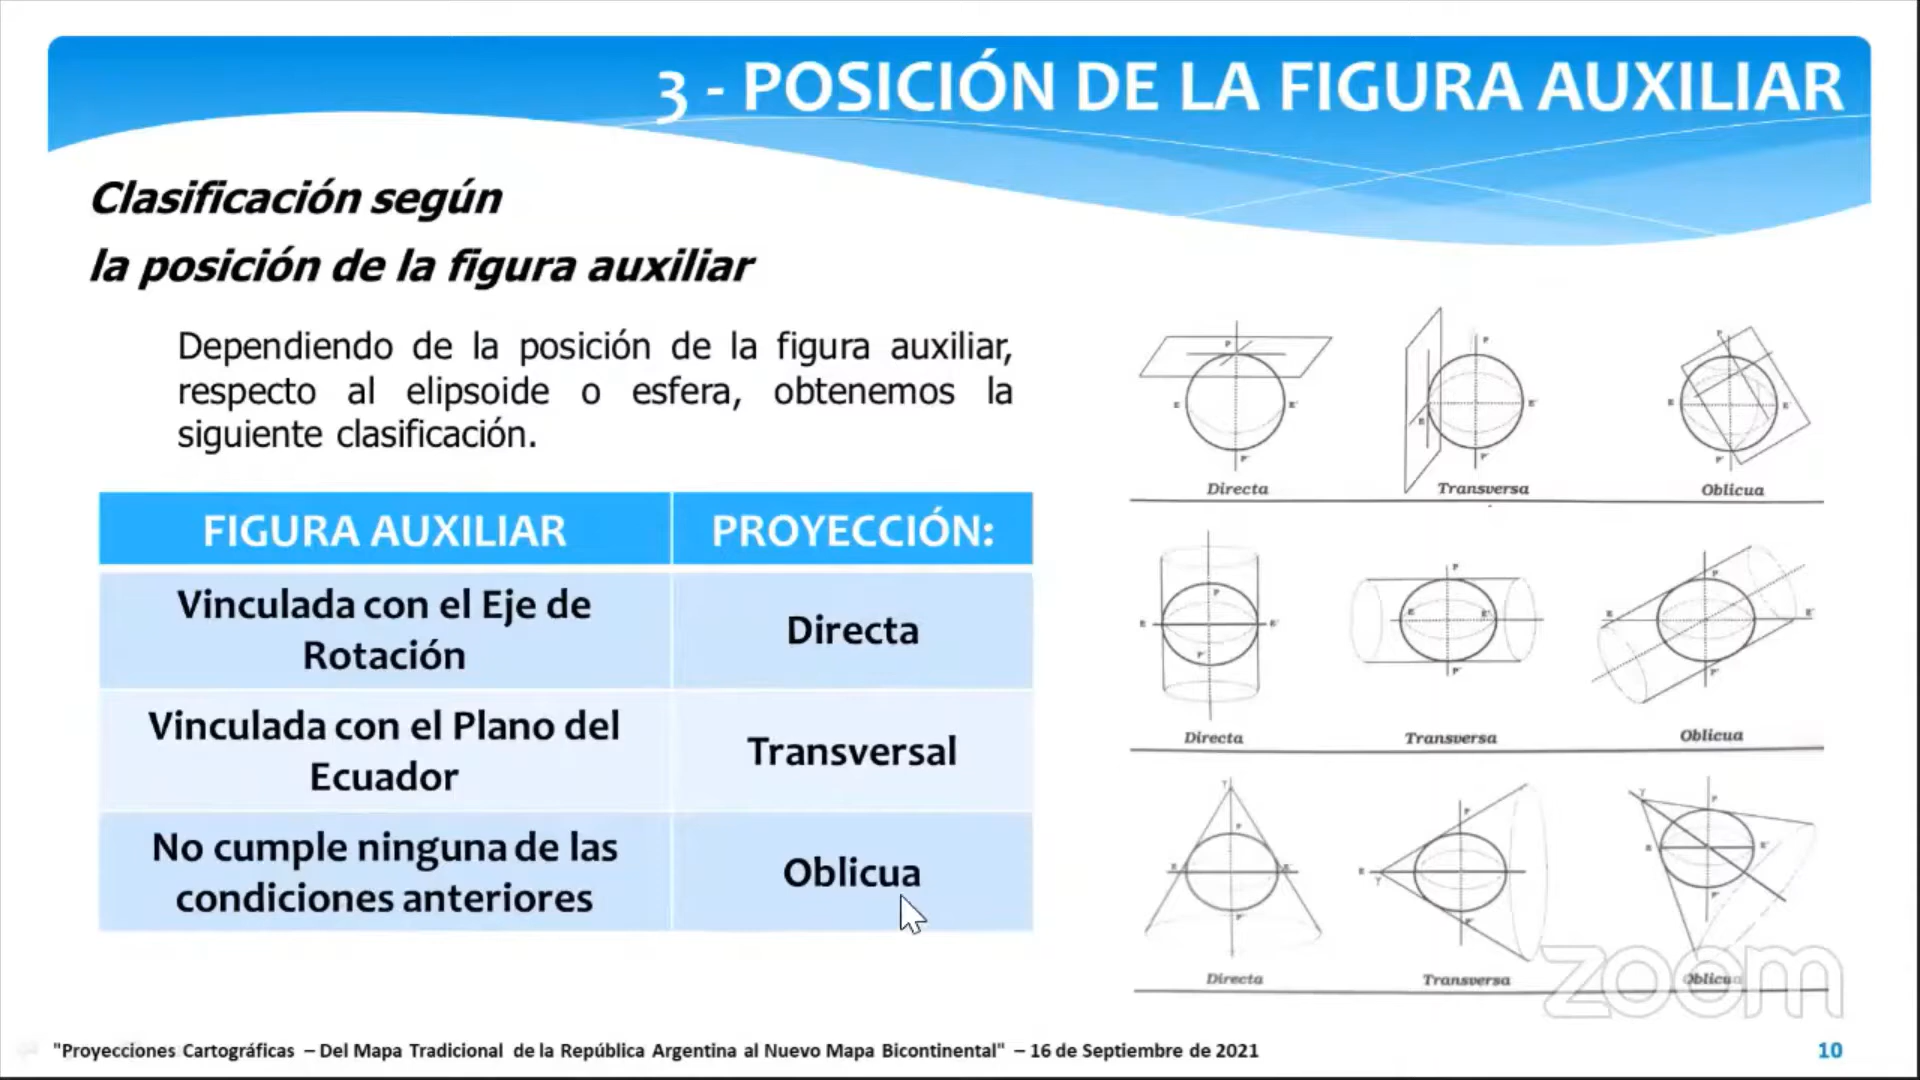 3 - POSICIÓN DE LA FIGURA AUXILIAR
Clasificación según
la posición de la figura auxiliar
Dependiendo de la posición de la figura auxiliar,
respecto al elipsoide o esfera, obtenemos la
siguiente clasificación.
FIGURA AUXILIAR
PROYECCIÓN:
Vinculada con el Eje de
Rotación
Directa
Vinculada con el Plano del
Ecuador
Transversal
No cumple ninguna de las
condiciones anteriores
Oblicua
Directa
Transversa
Oblicua
Directa
Transversa
Oblicua
Directa
Transversa
Oblicua
zoom
"Proyecciones Cartográficas – Del Mapa Tradicional de la República Argentina al Nuevo Mapa Bicontinental" – 16 de Septiembre de 2021
10